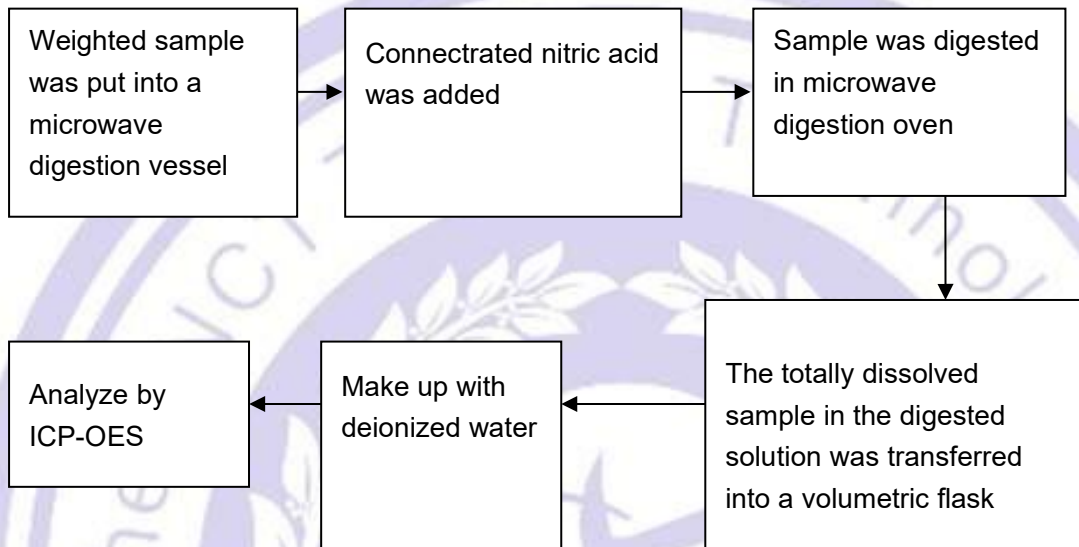 Weighted sample
was put into a
microwave
digestion vessel
Connectrated nitric acid
was added
Sample was digested
in microwave
digestion oven
The totally dissolved
sample in the digested
solution was transferred
into a volumetric flask
Make up with
deionized water
Analyze by
ICP-OES